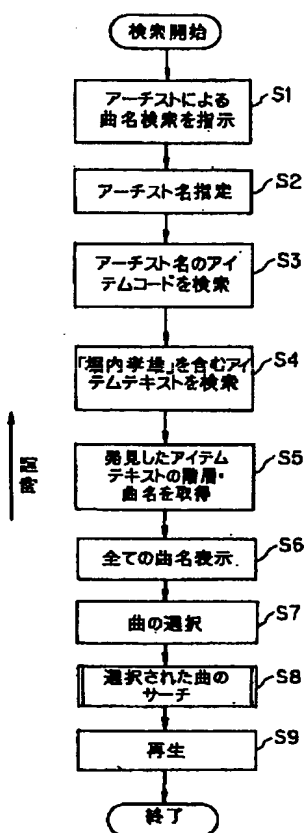 検索開始
S1
アーチストによる
曲名検索を指示
S2
アーチスト名指定
S3
アーチスト名のアイ
テムコードを検索
S4
「堀内孝雄」を含むアイ
テムテキストを検索
S5
発見したアイテム
テキストの階層・
曲名を取得
S6
全ての曲名表示
S7
曲の選択
S8
選択された曲の
サーチ
S9
再生
終了